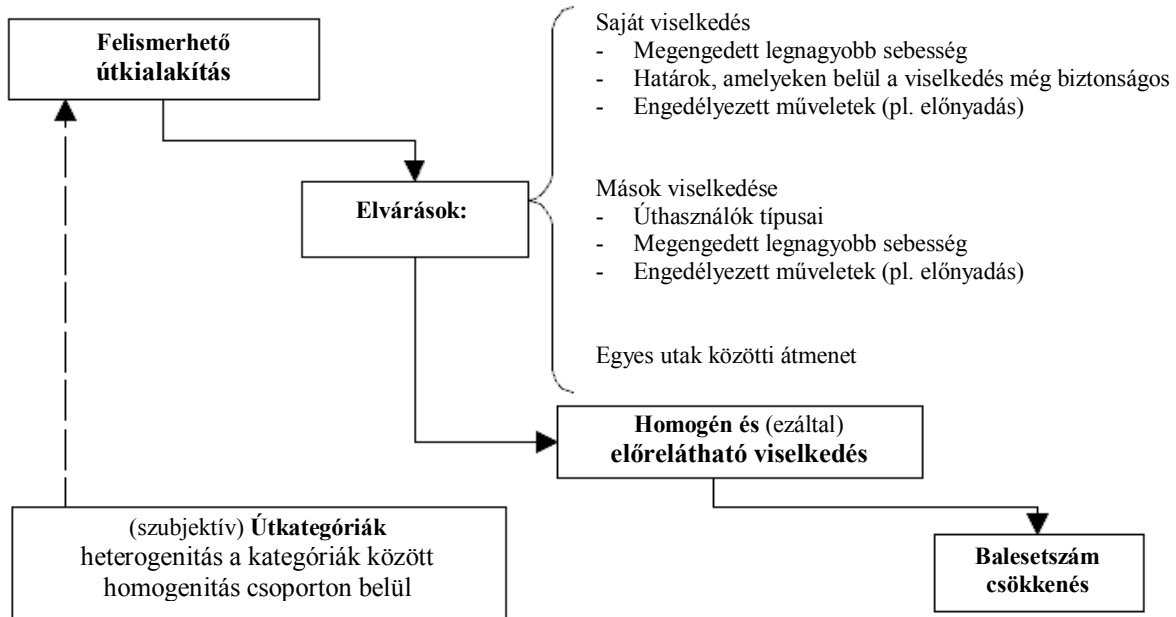 Felismerhető
útkialakítás
Saját viselkedés
- Megengedett legnagyobb sebesség
- Határok, amelyeken belül a viselkedés még biztonságos
- Engedélyezett műveletek (pl. előnyadás)
Elvárások:
Mások viselkedése
- Úthasználók típusai
- Megengedett legnagyobb sebesség
- Engedélyezett műveletek (pl. előnyadás)
Egyes utak közötti átmenet
Homogén és (ezáltal)
előrelátható viselkedés
(szubjektív) Útkategóriák
heterogenitás a kategóriák között
homogenitás csoporton belül
Balesetszám
csökkenés